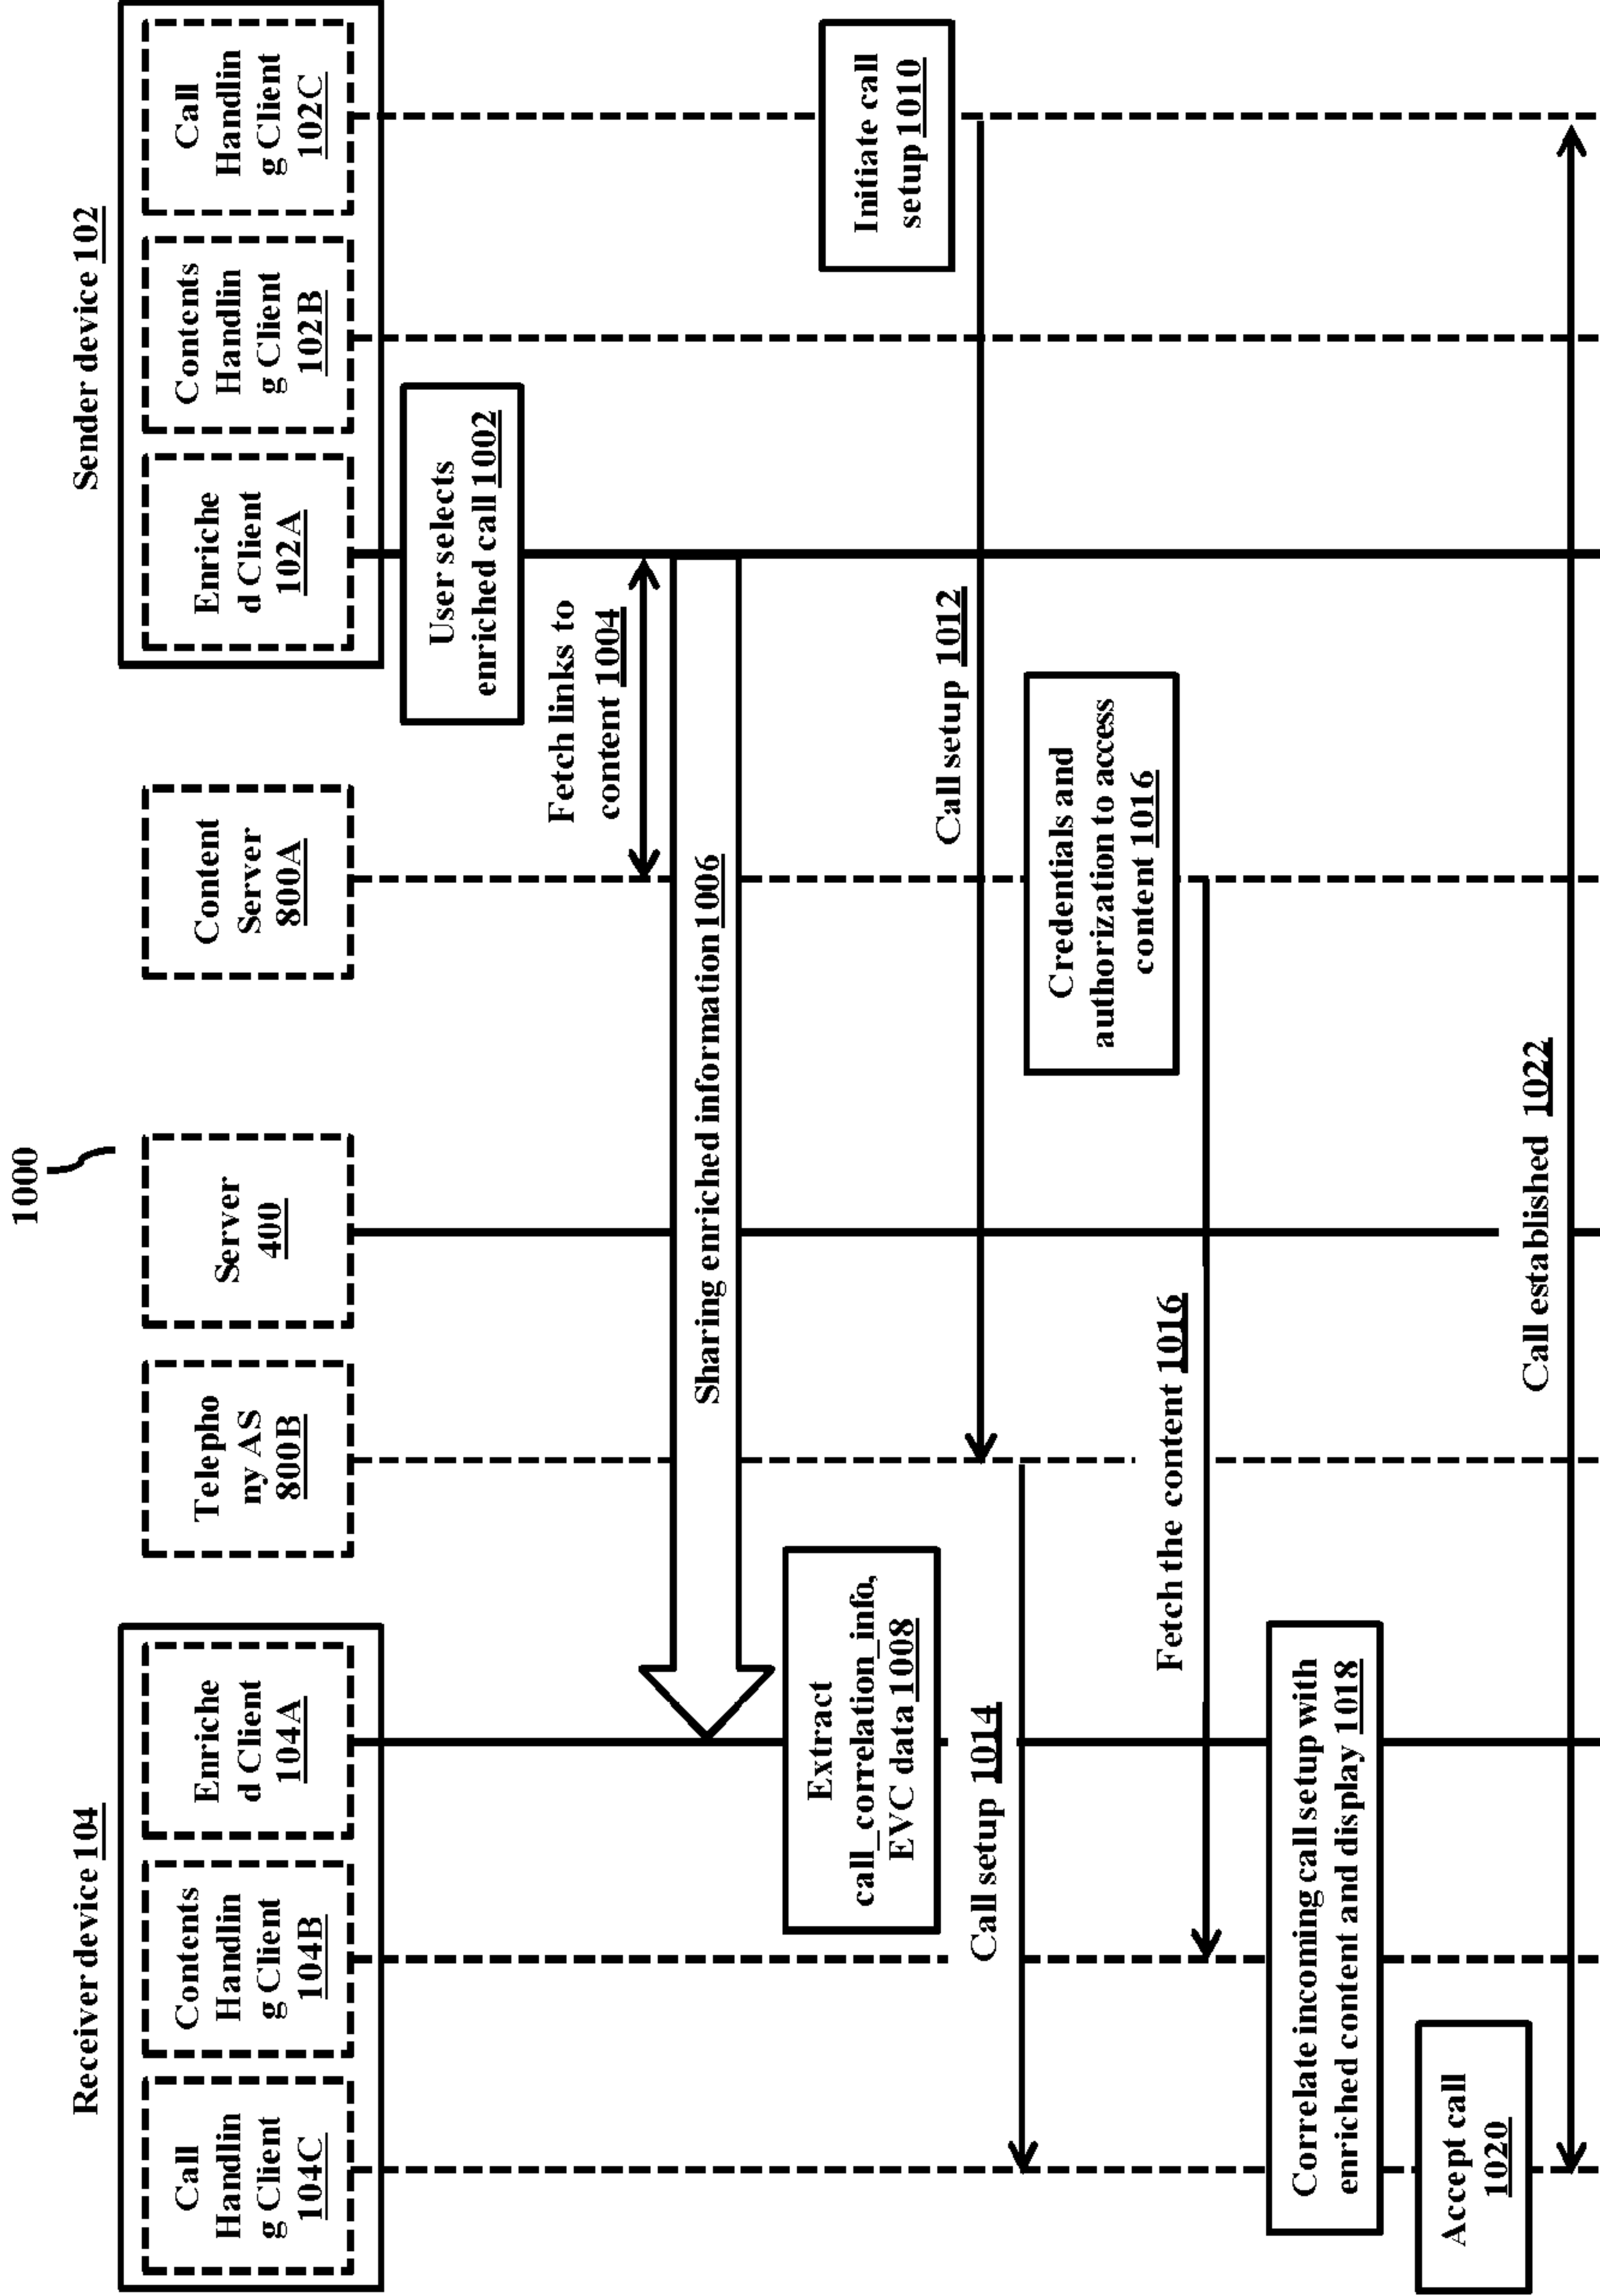 1000
Receiver device 104
Sender device 102
Call
Handlin
g Client
104C
Contents
Handlin
g Client
104B
Enriche
d Client
104A
Telepho
ny AS
800B
Server
400
Content
Server
800A
Enriche
d Client
102A
Contents
Handlin
g Client
102B
Call
Handlin
g Client
102C
User selects
enriched call 1002
Fetch links to
content 1004
Sharing enriched information 1006
Extract
call_correlation_info,
EVC data 1008
Initiate call
setup 1010
Call setup 1012
Call setup 1014
Credentials and
authorization to access
content 1016
Fetch the content 1016
Correlate incoming call setup with
enriched content and display 1018
Accept call
1020
Call established 1022